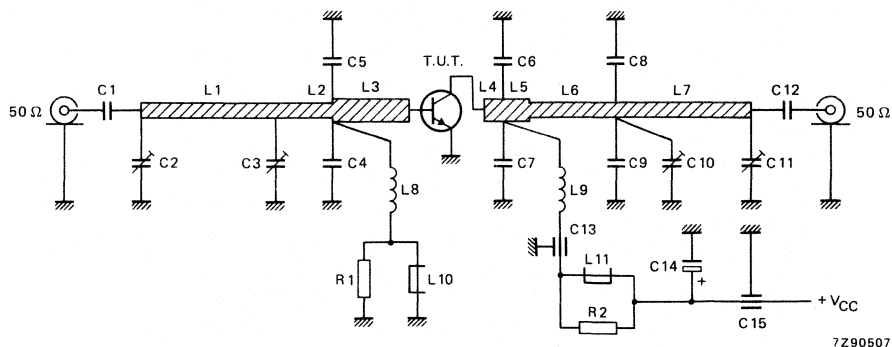 C5
T.U.T.
C6
C8
C1
L1
L2
L3
L4
L5
L6
L7
C12
50 Ω
50 Ω
C2
C3
C4
C7
C9
C10
C11
L8
L9
C13
R1
L10
L11
C14
+
R2
C15
+ VCC
7Z90507